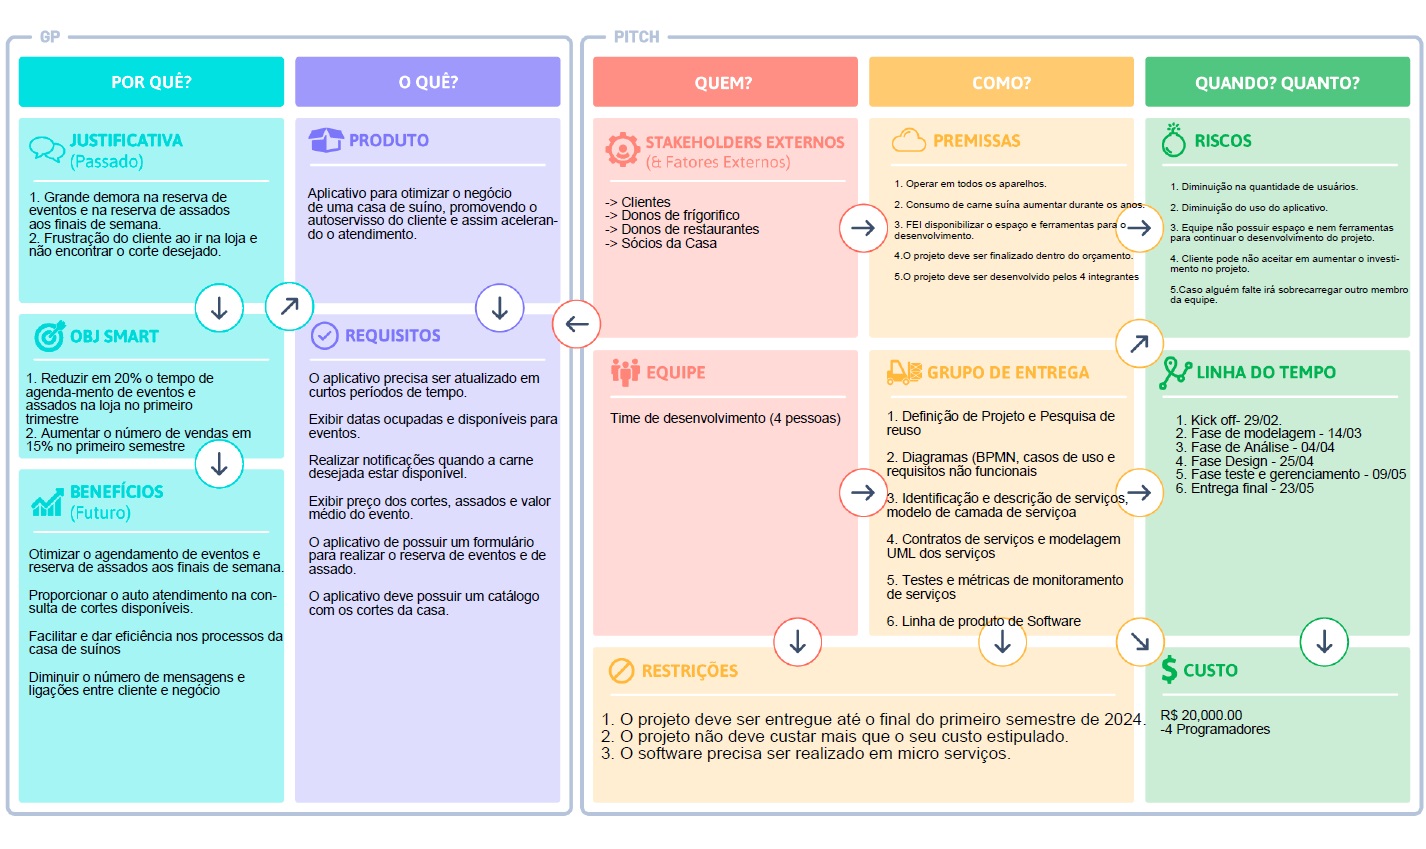 GP
POR QUÊ?
JUSTIFICATIVA
(Passado)
1. Grande demora na reserva de
eventos e na reserva de assados
aos finais de semana.
2. Frustração do cliente ao ir na loja e
não encontrar o corte desejado.
OBJ SMART
1. Reduzir em 20% o tempo de
agenda-mento de eventos e
assados na loja no primeiro
trimestre
2. Aumentar o número de vendas em
15% no primeiro semestre
BENEFÍCIOS
(Futuro)
Otimizar o agendamento de eventos e
reserva de assados aos finais de semana.
Proporcionar o auto atendimento na con-
sulta de cortes disponíveis.
Facilitar e dar eficiência nos processos da
casa de suínos
Diminuir o número de mensagens e
ligações entre cliente e negócio
O QUÊ?
PRODUTO
Aplicativo para otimizar o negócio
de uma casa de suíno, promovendo o
autoservisso do cliente e assim aceleran-
do o atendimento.
REQUISITOS
O aplicativo precisa ser atualizado em
curtos períodos de tempo.
Exibir datas ocupadas e disponíveis para
eventos.
Realizar notificações quando a carne
desejada estar disponível.
Exibir preço dos cortes, assados e valor
médio do evento.
O aplicativo de possuir um formulário
para realizar o reserva de eventos e de
assado.
O aplicativo deve possuir um catálogo
com os cortes da casa.
PITCH
QUEM?
STAKEHOLDERS EXTERNOS
(& Fatores Externos)
-> Clientes
-> Donos de frígorifico
-> Donos de restaurantes
-> Sócios da Casa
EQUIPE
Time de desenvolvimento (4 pessoas)
COMO?
PREMISSAS
1. Operar em todos os aparelhos.
2. Consumo de carne suína aumentar durante os anos.
3. FEI disponibilizar o espaço e ferramentas para o
desenvolvimento.
4.O projeto deve ser finalizado dentro do orçamento.
5.O projeto deve ser desenvolvido pelos 4 integrantes
GRUPO DE ENTREGA
1. Definição de Projeto e Pesquisa de
reuso
2. Diagramas (BPMN, casos de uso e
requisitos não funcionais
3. Identificação e descrição de serviços,
modelo de camada de serviçoa
4. Contratos de serviços e modelagem
UML dos serviços
5. Testes e métricas de monitoramento
de serviços
6. Linha de produto de Software
RESTRIÇÕES
1. O projeto deve ser entregue até o final do primeiro semestre de 2024.
2. O projeto não deve custar mais que o seu custo estipulado.
3. O software precisa ser realizado em micro serviços.
QUANDO? QUANTO?
RISCOS
1. Diminuição na quantidade de usuários.
2. Diminuição do uso do aplicativo.
3. Equipe não possuir espaço e nem ferramentas
para continuar o desenvolvimento do projeto.
4. Cliente pode não aceitar em aumentar o investi-
mento no projeto.
5.Caso alguém falte irá sobrecarregar outro membro
da equipe.
LINHA DO TEMPO
1. Kick off- 29/02.
2. Fase de modelagem - 14/03
3. Fase de Análise - 04/04
4. Fase Design - 25/04
5. Fase teste e gerenciamento - 09/05
6. Entrega final - 23/05
$ CUSTO
R$ 20,000.00
-4 Programadores